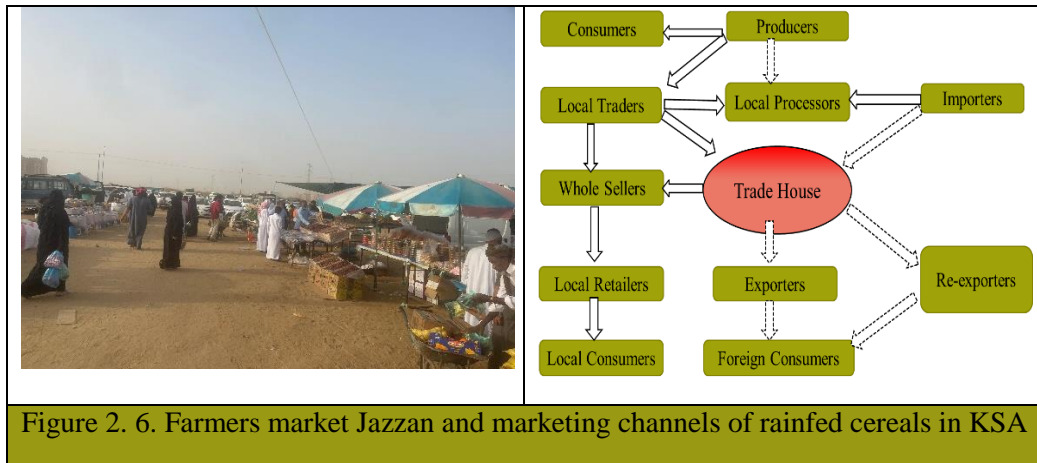 Consumers
Producers
Local Traders
Local Processors
Importers
Whole Sellers
Trade House
Local Retailers
Exporters
Re-exporters
Local Consumers
Foreign Consumers
Figure 2. 6. Farmers market Jazzan and marketing channels of rainfed cereals in KSA